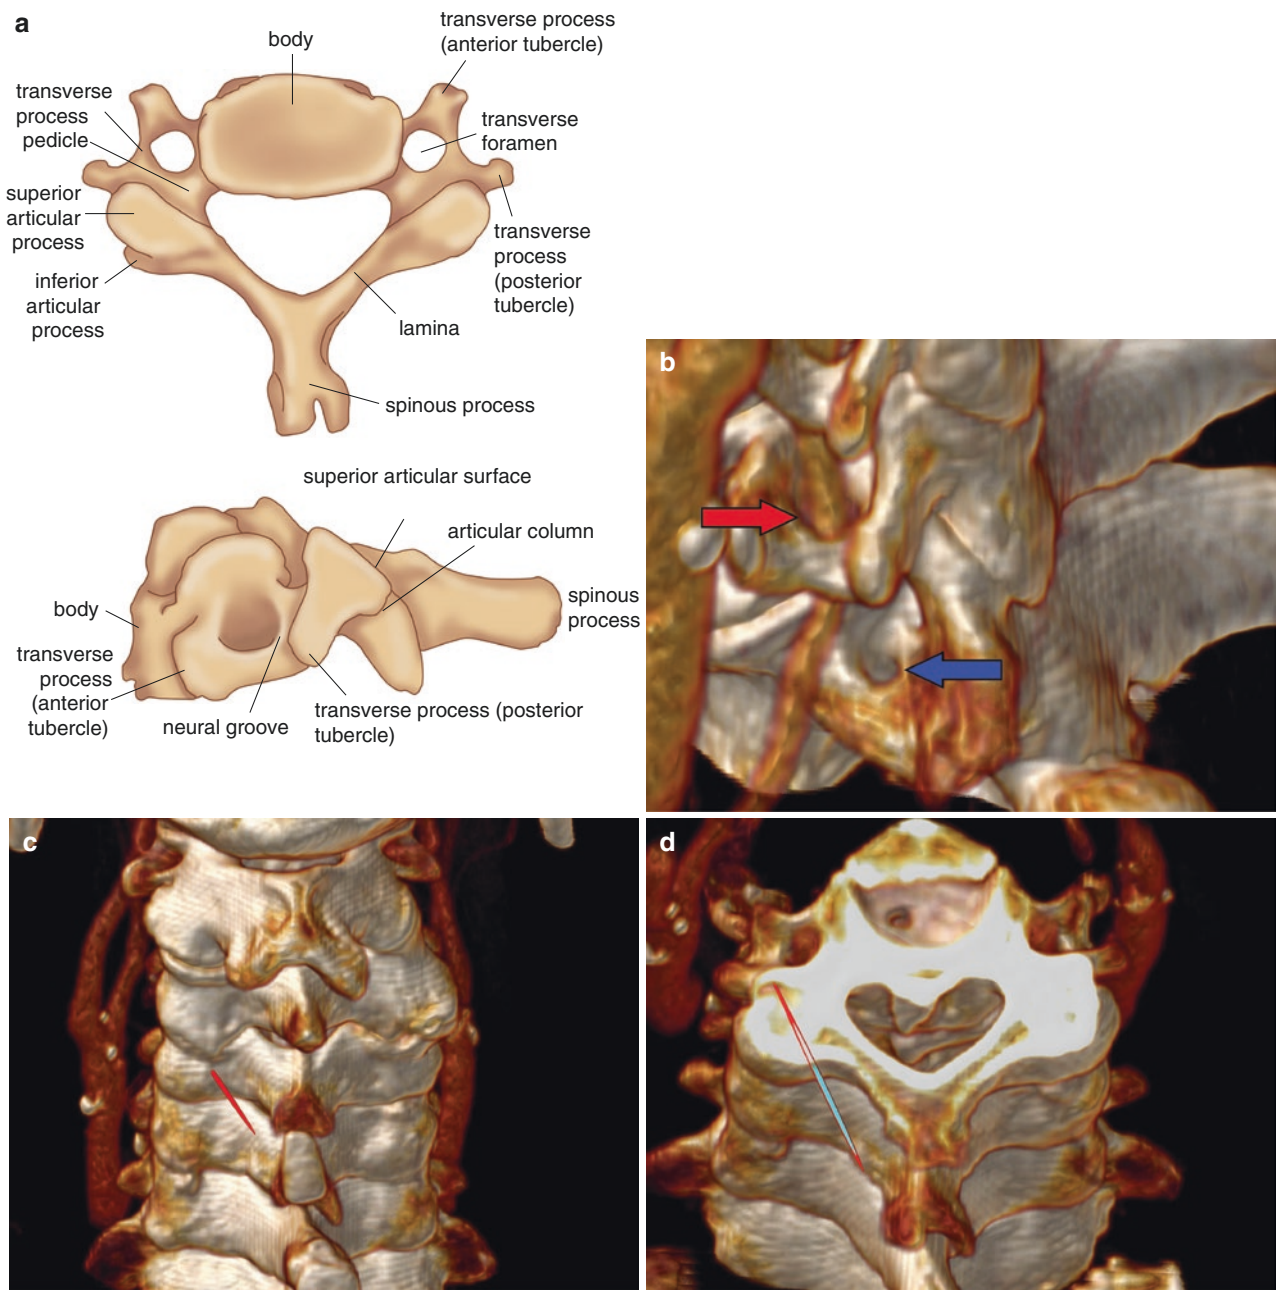 a
body
transverse process
(anterior tubercle)
transverse
process
pedicle
transverse
foramen
superior
articular
process
transverse
process
(posterior
tubercle)
inferior
articular
process
lamina
spinous process
superior articular surface
articular column
body
spinous
process
transverse
process
(anterior
tubercle)
neural groove
transverse process (posterior
tubercle)
b
c
d